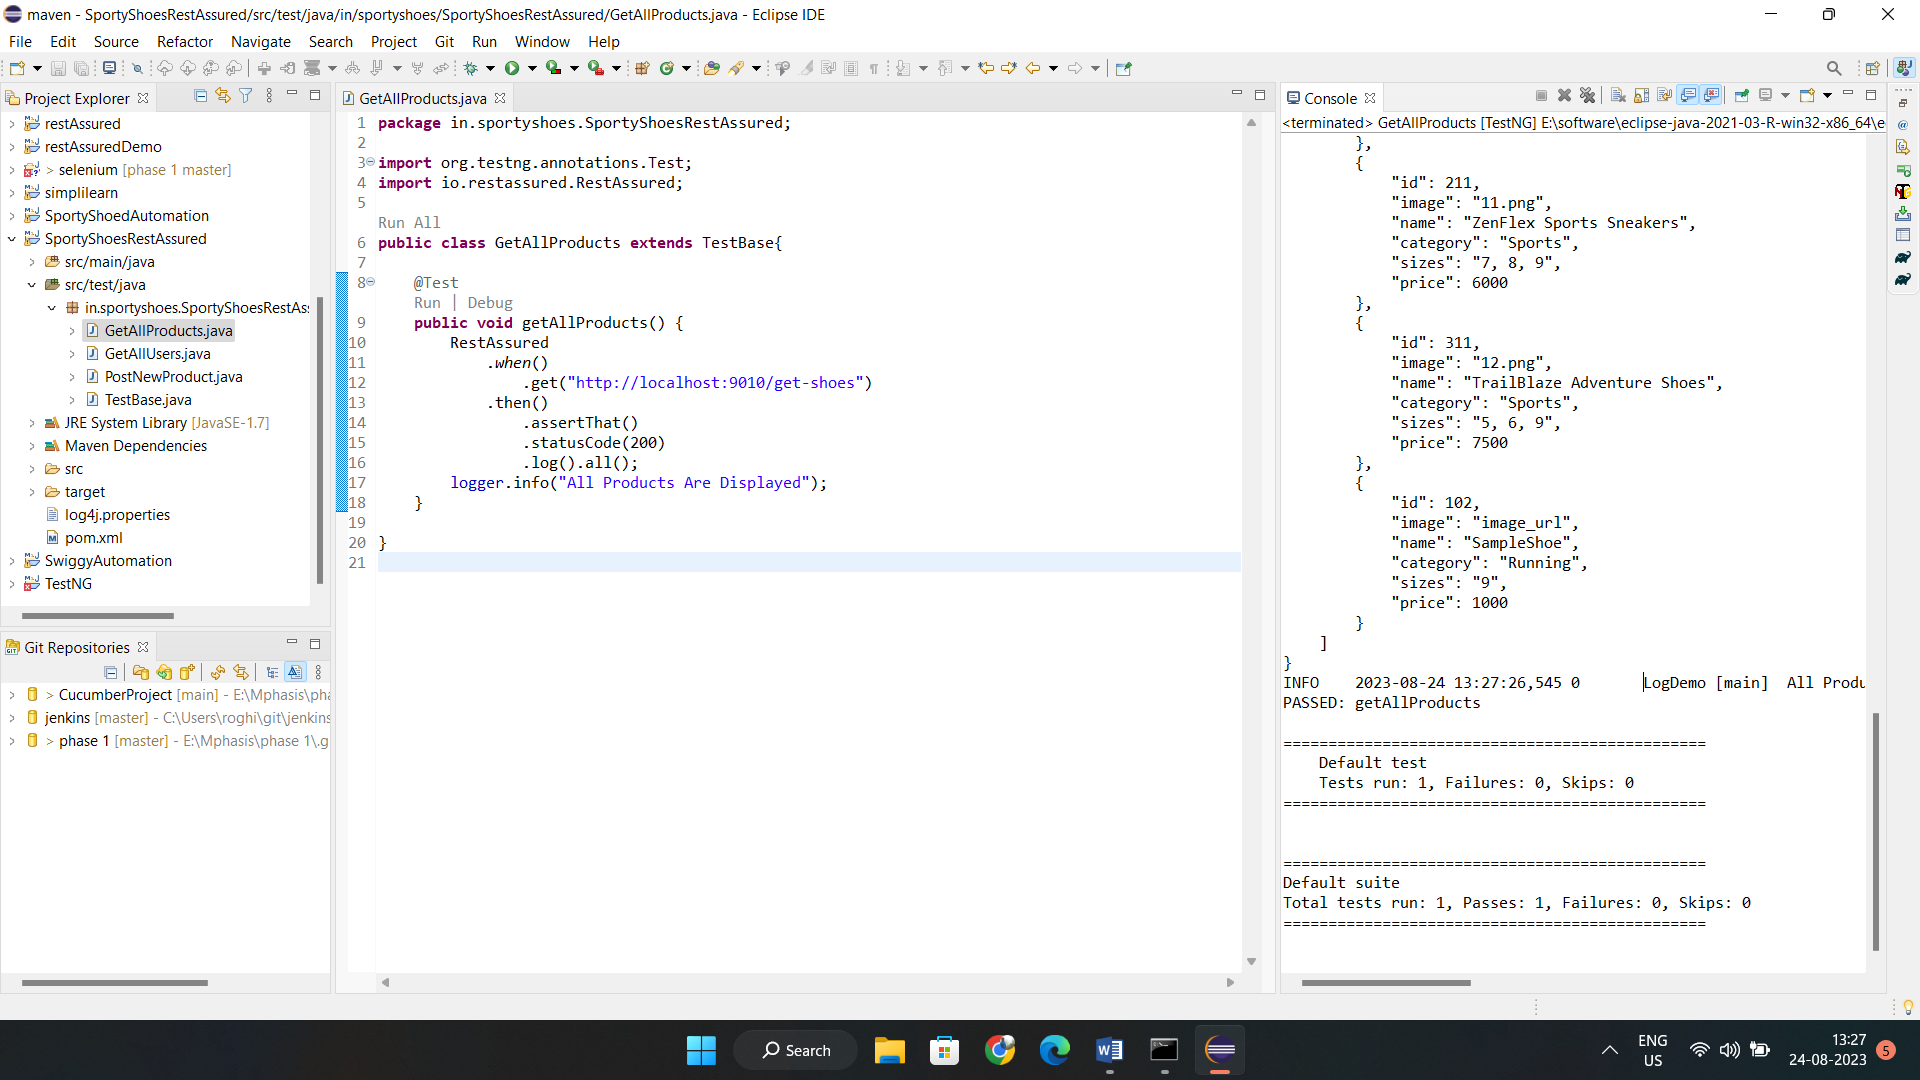 maven - SportyShoesRestAssured/src/test/java/in/sportyshoes/SportyShoesRestAssured/GetAllProducts.java - Eclipse IDE
File Edit Source Refactor Navigate Search Project Git Run Window Help
Project Explorer
restAssured
restAssuredDemo
> selenium [phase 1 master]
simplilearn
SportyShoedAutomation
SportyShoesRestAssured
src/main/java
src/test/java
in.sportyshoes.SportyShoesRestAs
GetAllProducts.java
GetAllUsers.java
PostNewProduct.java
TestBase.java
JRE System Library [JavaSE-1.7]
Maven Dependencies
src
target
log4j.properties
pom.xml
SwiggyAutomation
TestNG
Git Repositories
> CucumberProject [main] - E:\Mphasis\pha
jenkins [master] - C:\Users\roghi\git\jenkins
> phase 1 [master] - E:\Mphasis\phase 1\.g
GetAllProducts.java
1 package in.sportyshoes.SportyShoesRestAssured;
2
3 import org.testng.annotations.Test;
4 import io.restassured.RestAssured;
5
Run All
6 public class GetAllProducts extends TestBase{
7
8 @Test
Run | Debug
9 public void getAllProducts() {
10 RestAssured
11 .when()
12 .get("http://localhost:9010/get-shoes")
13 .then()
14 .assertThat()
15 .statusCode(200)
16 .log().all();
17 logger.info("All Products Are Displayed");
18 }
19
20 }
21
Console
<terminated> GetAllProducts [TestNG] E:\software\eclipse-java-2021-03-R-win32-x86_64\e
},
{
"id": 211,
"image": "11.png",
"name": "ZenFlex Sports Sneakers",
"category": "Sports",
"sizes": "7, 8, 9",
"price": 6000
},
{
"id": 311,
"image": "12.png",
"name": "TrailBlaze Adventure Shoes",
"category": "Sports",
"sizes": "5, 6, 9",
"price": 7500
},
{
"id": 102,
"image": "image_url",
"name": "SampleShoe",
"category": "Running",
"sizes": "9",
"price": 1000
}
]
}
INFO 2023-08-24 13:27:26,545 0 LogDemo [main] All Produ
PASSED: getAllProducts
===============================================
Default test
Tests run: 1, Failures: 0, Skips: 0
===============================================
===============================================
Default suite
Total tests run: 1, Passes: 1, Failures: 0, Skips: 0
===============================================
Search
ENG
US
13:27
24-08-2023
5